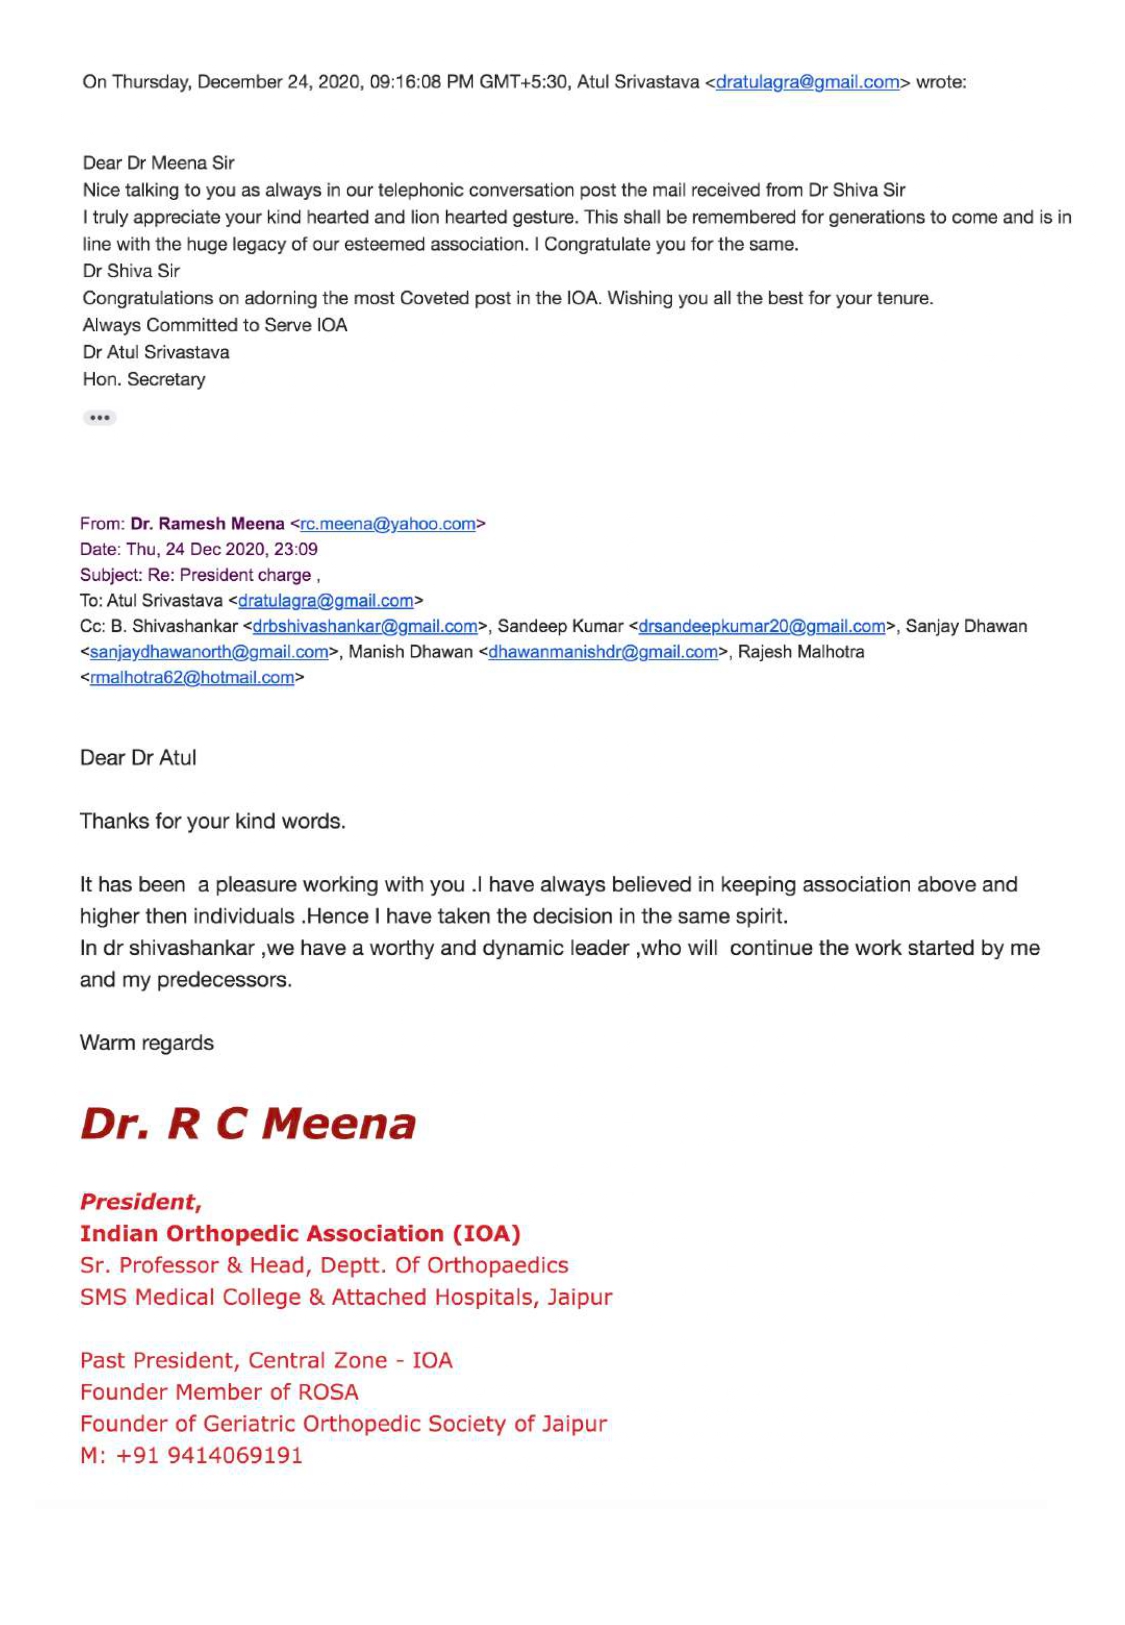 On Thursday, December 24, 2020, 09:16:08 PM GMT+5:30, Atul Srivastava <dratulagra@gmail.com> wrote:
Dear Dr Meena Sir
Nice talking to you as always in our telephonic conversation post the mail received from Dr Shiva Sir
I truly appreciate your kind hearted and lion hearted gesture. This shall be remembered for generations to come and is in
line with the huge legacy of our esteemed association. I Congratulate you for the same.
Dr Shiva Sir
Congratulations on adorning the most Coveted post in the IOA. Wishing you all the best for your tenure.
Always Committed to Serve IOA
Dr Atul Srivastava
Hon. Secretary
•••
From: Dr. Ramesh Meena <rc.meena@yahoo.com>
Date: Thu, 24 Dec 2020, 23:09
Subject: Re: President charge ,
To: Atul Srivastava <dratulagra@gmail.com>
Cc: B. Shivashankar <drbshivashankar@gmail.com>, Sandeep Kumar <drsandeepkumar20@gmail.com>, Sanjay Dhawan
<sanjaydhawanorth@gmail.com>, Manish Dhawan <dhawanmanishdr@gmail.com>, Rajesh Malhotra
<rmalhotra62@hotmail.com>
Dear Dr Atul
Thanks for your kind words.
It has been  a pleasure working with you .I have always believed in keeping association above and
higher then individuals .Hence I have taken the decision in the same spirit.
In dr shivashankar ,we have a worthy and dynamic leader ,who will  continue the work started by me
and my predecessors.
Warm regards
Dr. R C Meena
President,
Indian Orthopedic Association (IOA)
Sr. Professor & Head, Deptt. Of Orthopaedics
SMS Medical College & Attached Hospitals, Jaipur
Past President, Central Zone - IOA
Founder Member of ROSA
Founder of Geriatric Orthopedic Society of Jaipur
M: +91 9414069191